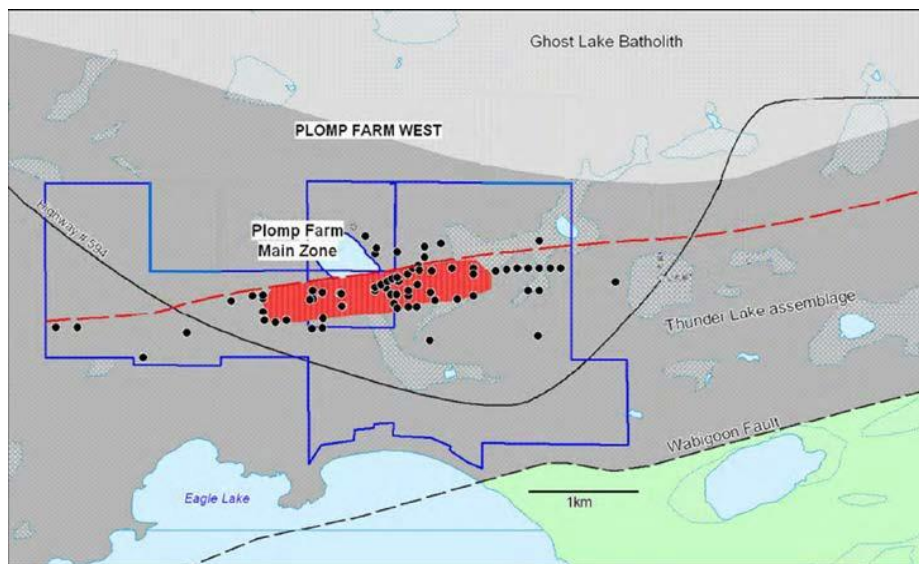 Ghost Lake Batholith
PLOMP FARM WEST
Highway # 594
Plomp Farm
Main Zone
Thunder Lake assemblage
Wabigoon Fault
Eagle Lake
1km